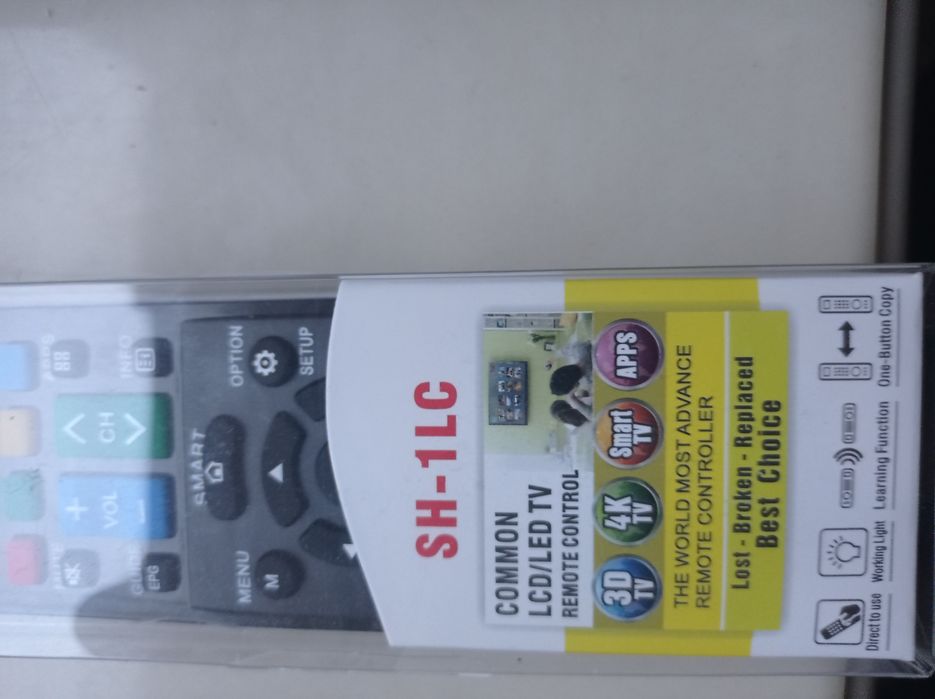 APPS
INFO
CH
+
VOL
-
GUIDE
EPG
SMART
MENU
M
OPTION
SETUP
SH-1LC
COMMON
LCD/LED TV
REMOTE CONTROL
3D TV
4K TV
Smart TV
APPS
THE WORLD MOST ADVANCE
REMOTE CONTROLLER
Lost - Broken - Replaced
Best Choice
Direct to use
Working Light
Learning Function
One-Button Copy